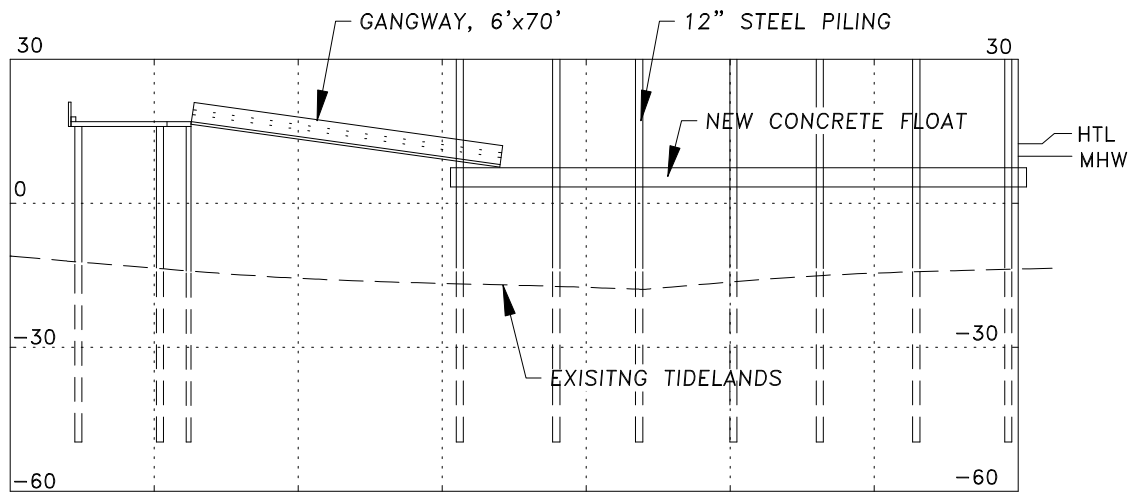 GANGWAY, 6'x70'
12" STEEL PILING
30
30
NEW CONCRETE FLOAT
HTL
MHW
0
0
-30
-30
EXISITNG TIDELANDS
-60
-60